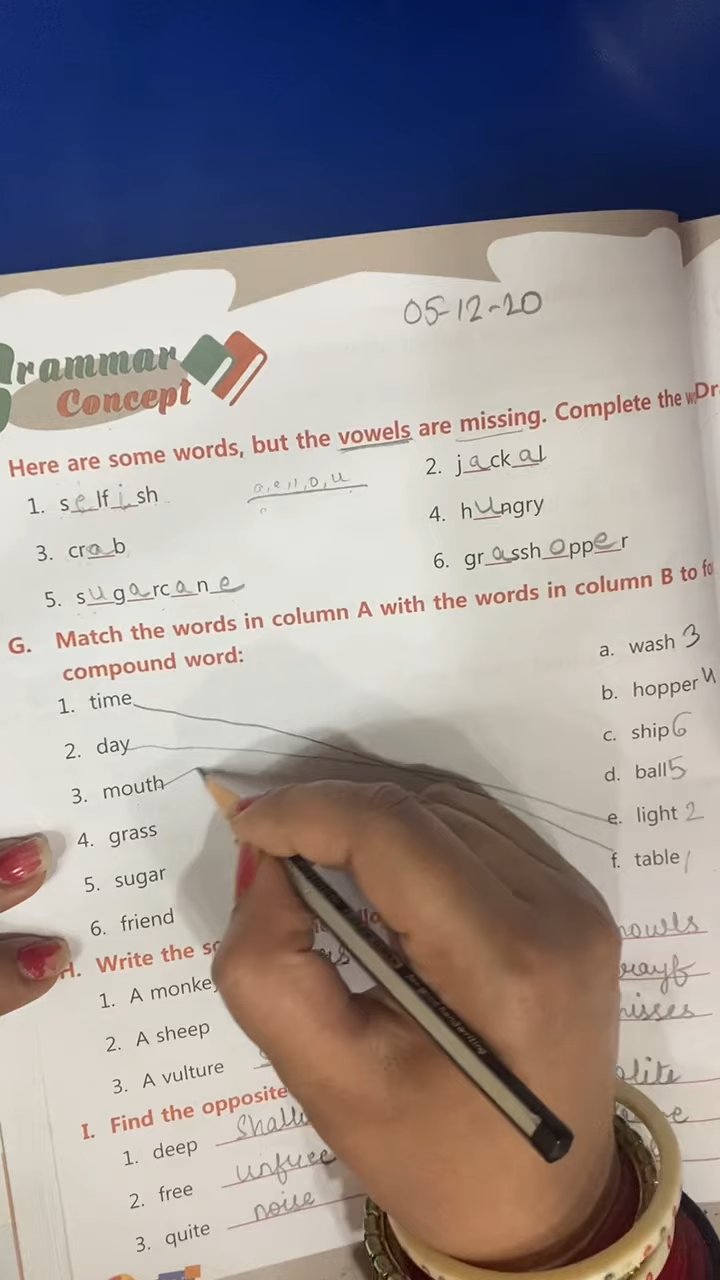 05-12-20
Grammar
Concept
Here are some words, but the vowels are missing. Complete the
1. selfish
a, e, i, o, u
2. jackal
3. crab
4. hungry
5. sugarcane
6. grasshopper
G. Match the words in column A with the words in column B to
compound word:
1. time
a. wash 3
2. day
b. hopper 4
3. mouth
c. ship 6
4. grass
d. ball 5
5. sugar
e. light 2
6. friend
f. table 1
H. Write the
1. A monkey
2. A sheep
3. A vulture
I. Find the opposite
1. deep
2. free
3. quite noise